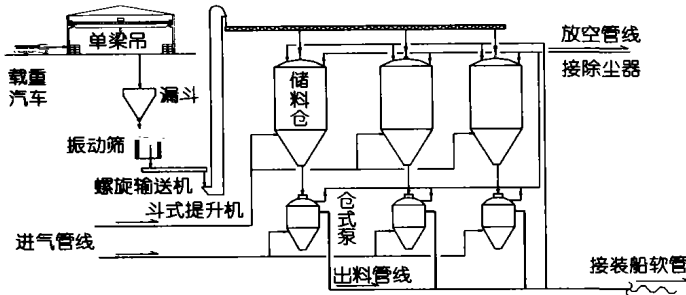 单梁吊
放空管线
载重
汽车
接除尘器
储料仓
漏斗
振动筛
螺旋输送机
斗式提升机
仓式泵
进气管线
出料管线
接装船软管